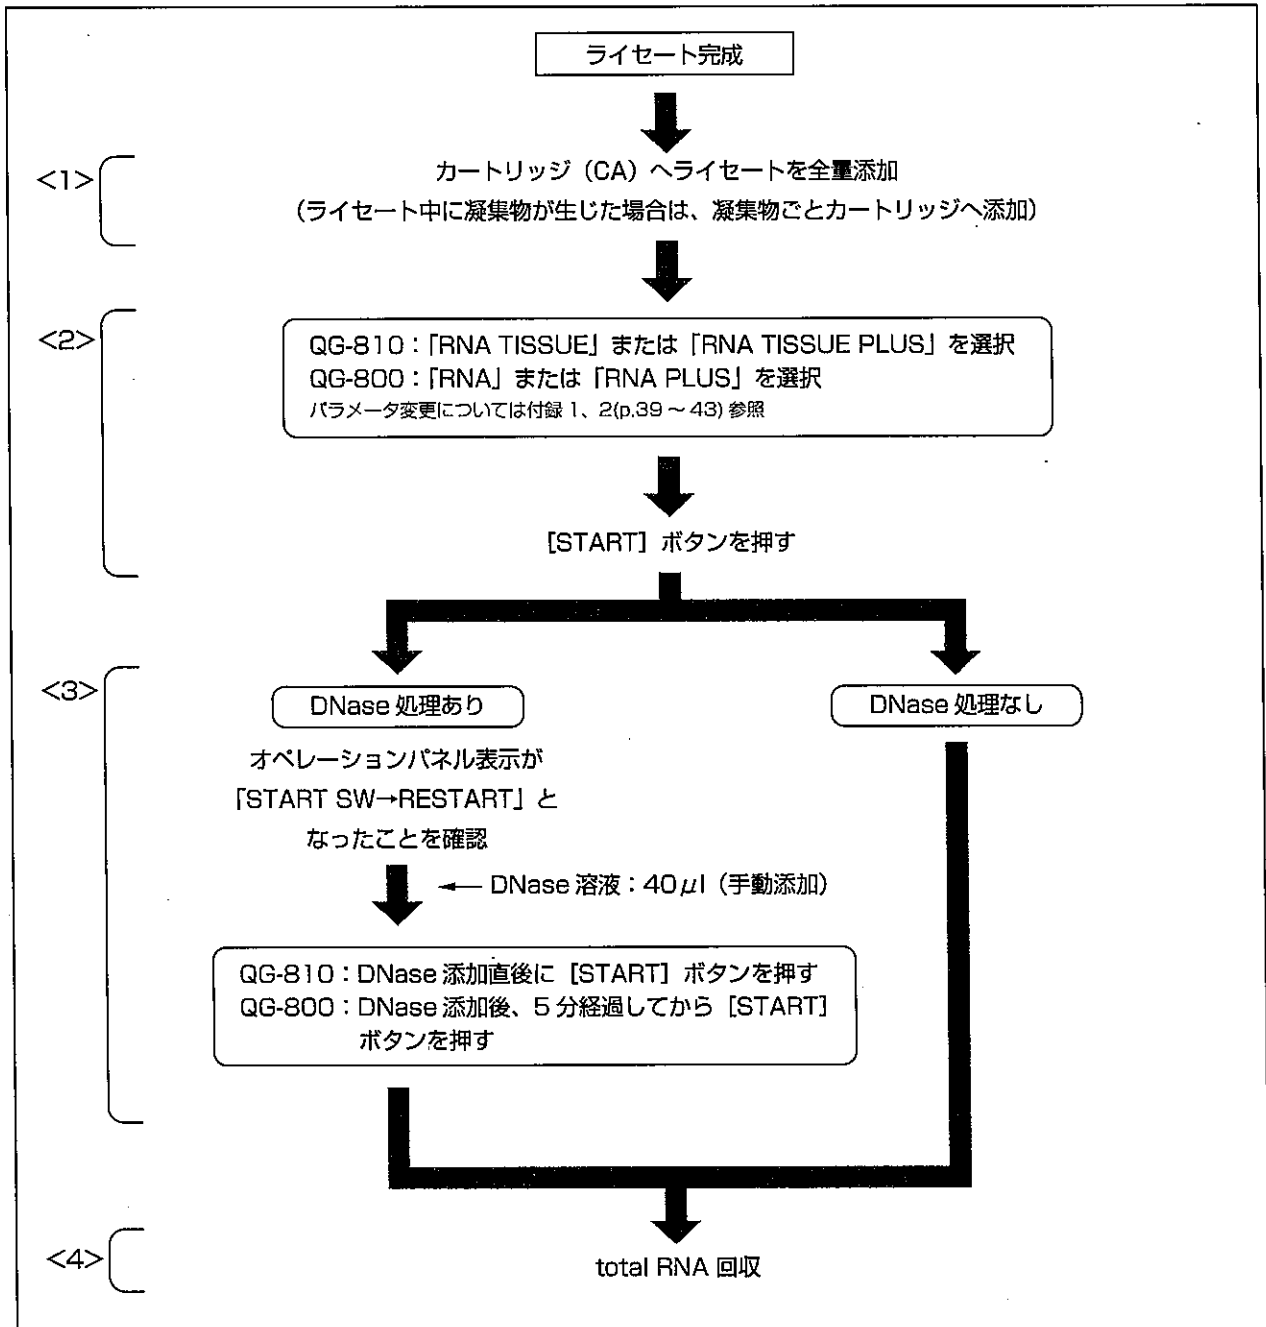 ライセート完成
<1>
カートリッジ（CA）へライセートを全量添加
（ライセート中に凝集物が生じた場合は、凝集物ごとカートリッジへ添加）
<2>
QG-810：「RNA TISSUE」または「RNA TISSUE PLUS」を選択
QG-800：「RNA」または「RNA PLUS」を選択
パラメータ変更については付録 1、2(p.39 ～ 43) 参照
［START］ボタンを押す
<3>
DNase 処理あり
DNase 処理なし
オペレーションパネル表示が
「START SW→RESTART」と
なったことを確認
← DNase 溶液：40μl（手動添加）
QG-810：DNase 添加直後に［START］ボタンを押す
QG-800：DNase 添加後、5 分経過してから［START］
ボタンを押す
<4>
total RNA 回収